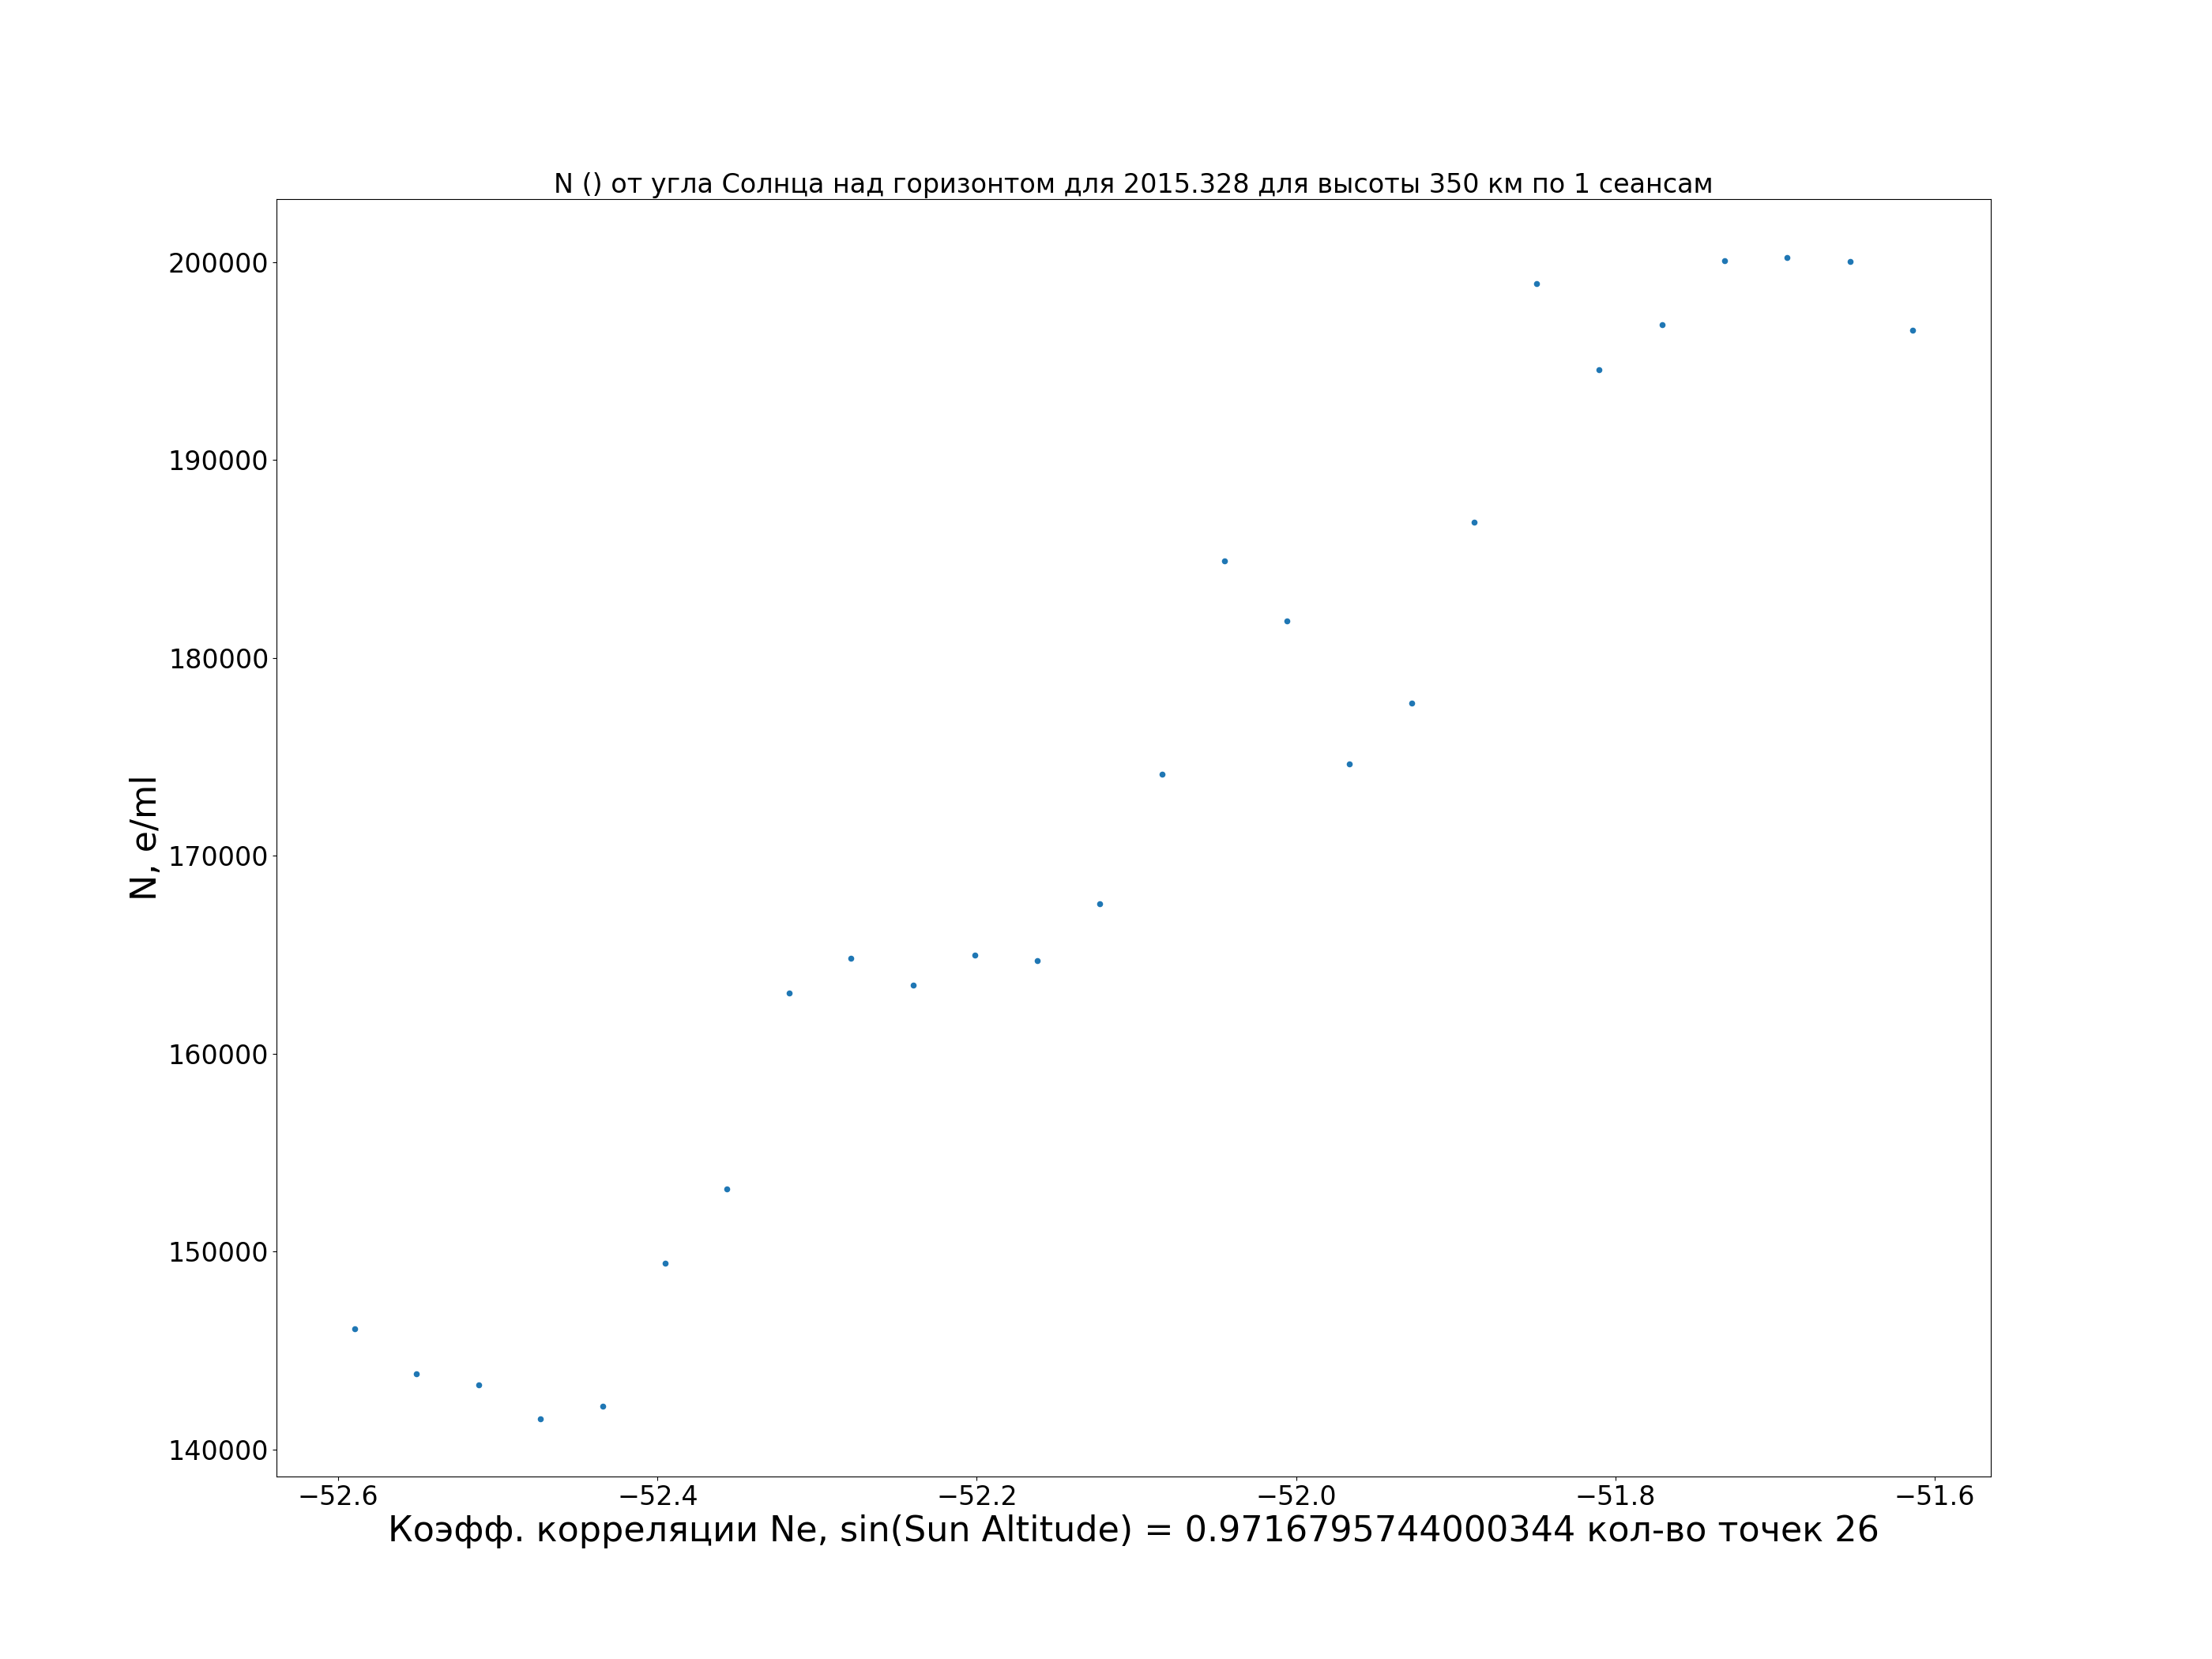 N () от угла Солнца над горизонтом для 2015.328 для высоты 350 км по 1 сеансам
N, e/ml
200000
190000
180000
170000
160000
150000
140000
−52.6 −52.4 −52.2 −52.0 −51.8 −51.6
Коэфф. корреляции Ne, sin(Sun Altitude) = 0.9716795744000344 кол-во точек 26